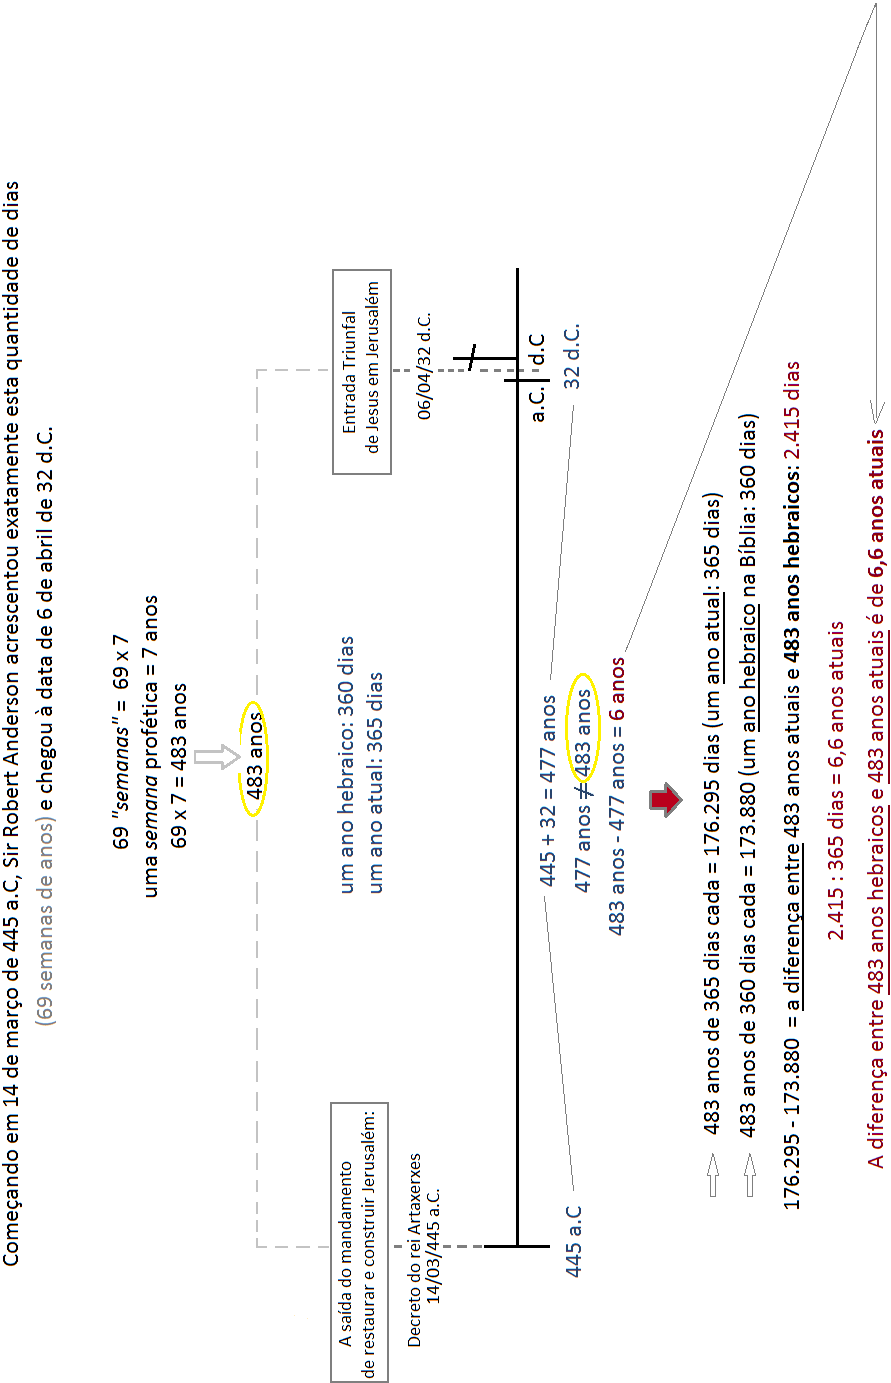 Começando em 14 de março de 445 a.C, Sir Robert Anderson acrescentou exatamente esta quantidade de dias
(69 semanas de anos) e chegou à data de 6 de abril de 32 d.C.
69 "semanas" = 69 x 7
uma semana profética = 7 anos
69 x 7 = 483 anos
483 anos
A saída do mandamento
de restaurar e construir Jerusalém:
Decreto do rei Artaxerxes
14/03/445 a.C.
um ano hebraico: 360 dias
um ano atual: 365 dias
Entrada Triunfal
de Jesus em Jerusalém
06/04/32 d.C.
a.C. d.C
445 a.C
445 + 32 = 477 anos
32 d.C.
477 anos ≠ 483 anos
483 anos - 477 anos = 6 anos
483 anos de 365 dias cada = 176.295 dias (um ano atual: 365 dias)
483 anos de 360 dias cada = 173.880 (um ano hebraico na Bíblia: 360 dias)
176.295 - 173.880 = a diferença entre 483 anos atuais e 483 anos hebraicos: 2.415 dias
2.415 : 365 dias = 6,6 anos atuais
A diferença entre 483 anos hebraicos e 483 anos atuais é de 6,6 anos atuais